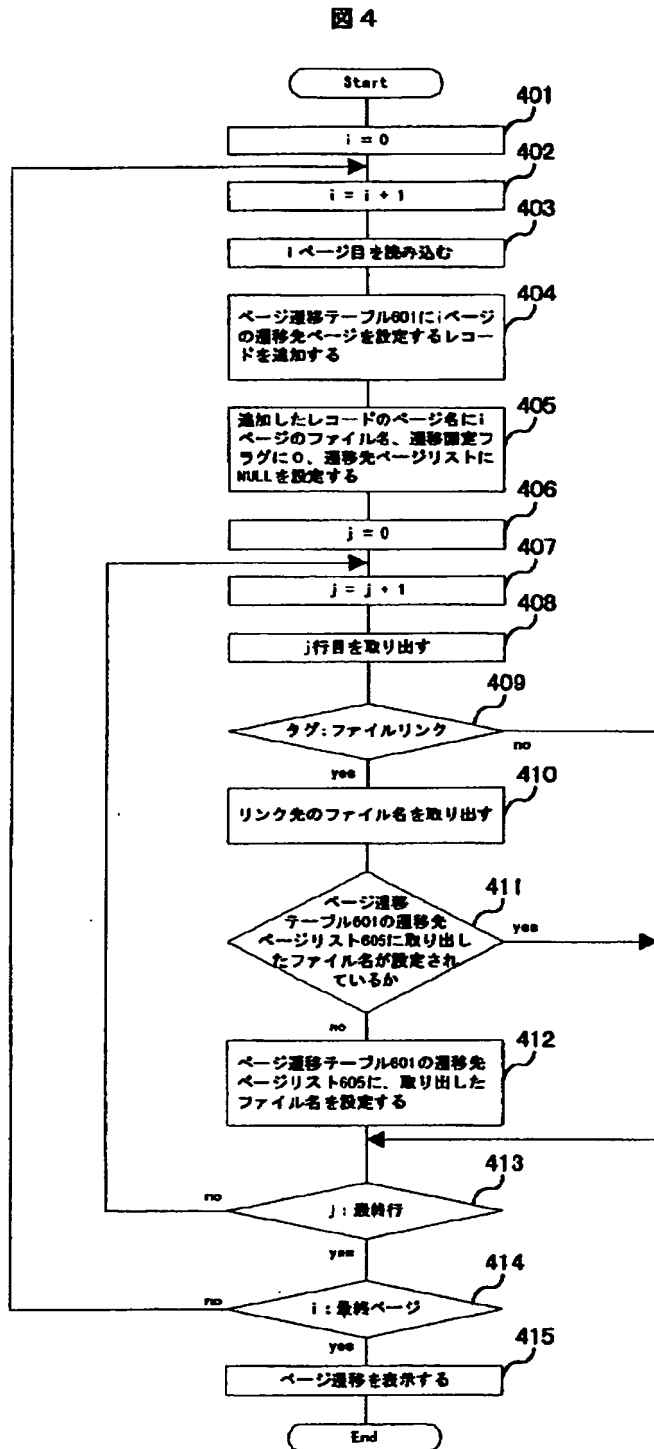 図4
Start
401
i = 0
402
i = i + 1
403
iページ目を読み込む
404
ページ遷移テーブル601にiページ
の遷移先ページを設定するレコー
ドを追加する
405
追加したレコードのページ名にi
ページのファイル名、遷移固定フ
ラグに0、遷移先ページリストに
NULLを設定する
406
j = 0
407
j = j + 1
408
j行目を取り出す
409
タグ:ファイルリンク
no
yes
410
リンク先のファイル名を取り出す
411
ページ遷移
テーブル601の遷移先
ページリスト605に取り出し
たファイル名が設定され
ているか
yes
no
412
ページ遷移テーブル601の遷移先
ページリスト605に、取り出した
ファイル名を設定する
413
no
j:最終行
yes
414
no
i:最終ページ
yes
415
ページ遷移を表示する
End